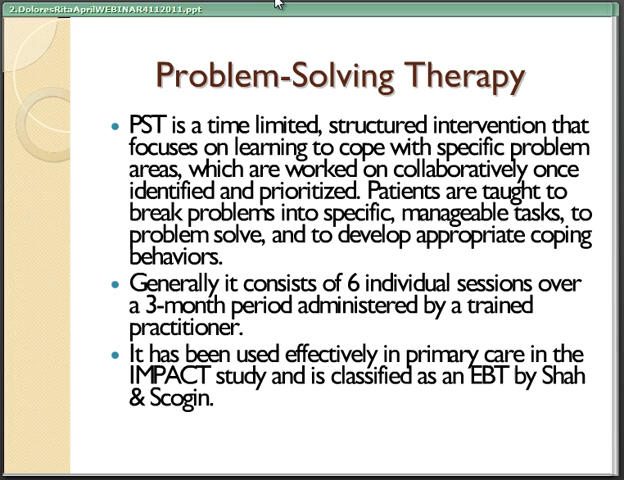 2.DoloresRitaAprilWEBINAR4112011.ppt
Problem-Solving Therapy
• PST is a time limited, structured intervention that
focuses on learning to cope with specific problem
areas, which are worked on collaboratively once
identified and prioritized. Patients are taught to
break problems into specific, manageable tasks, to
problem solve, and to develop appropriate coping
behaviors.
• Generally it consists of 6 individual sessions over
a 3-month period administered by a trained
practitioner.
• It has been used effectively in primary care in the
IMPACT study and is classified as an EBT by Shah
& Scogin.